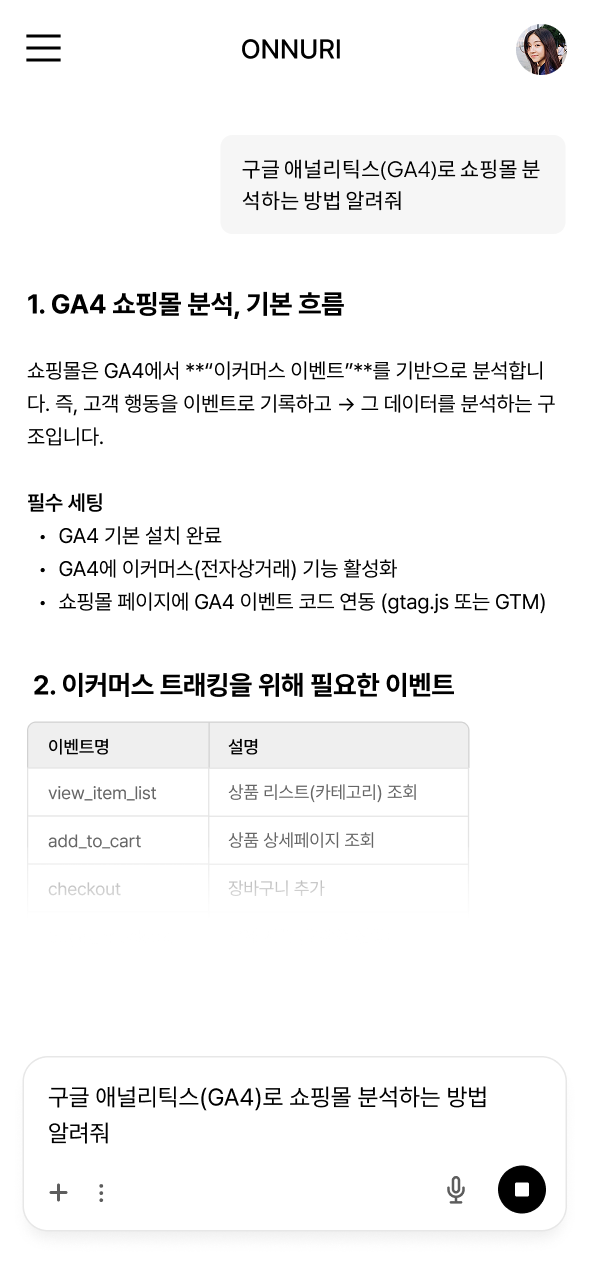 ONNURI
구글 애널리틱스(GA4)로 쇼핑몰 분
석하는 방법 알려줘
1. GA4 쇼핑몰 분석, 기본 흐름
쇼핑몰은 GA4에서 **“이커머스 이벤트”**를 기반으로 분석합니
다. 즉, 고객 행동을 이벤트로 기록하고 → 그 데이터를 분석하는 구
조입니다.
필수 세팅
• GA4 기본 설치 완료
• GA4에 이커머스(전자상거래) 기능 활성화
• 쇼핑몰 페이지에 GA4 이벤트 코드 연동 (gtag.js 또는 GTM)
2. 이커머스 트래킹을 위해 필요한 이벤트
이벤트명 설명
view_item_list 상품 리스트(카테고리) 조회
add_to_cart 상품 상세페이지 조회
checkout 장바구니 추가
구글 애널리틱스(GA4)로 쇼핑몰 분석하는 방법
알려줘